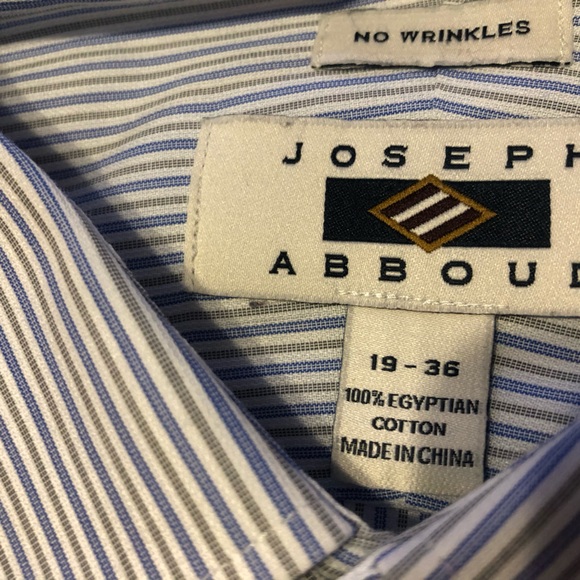 NO WRINKLES
JOSEPH
ABBOUD
19-36
100% EGYPTIAN
COTTON
MADE IN CHINA